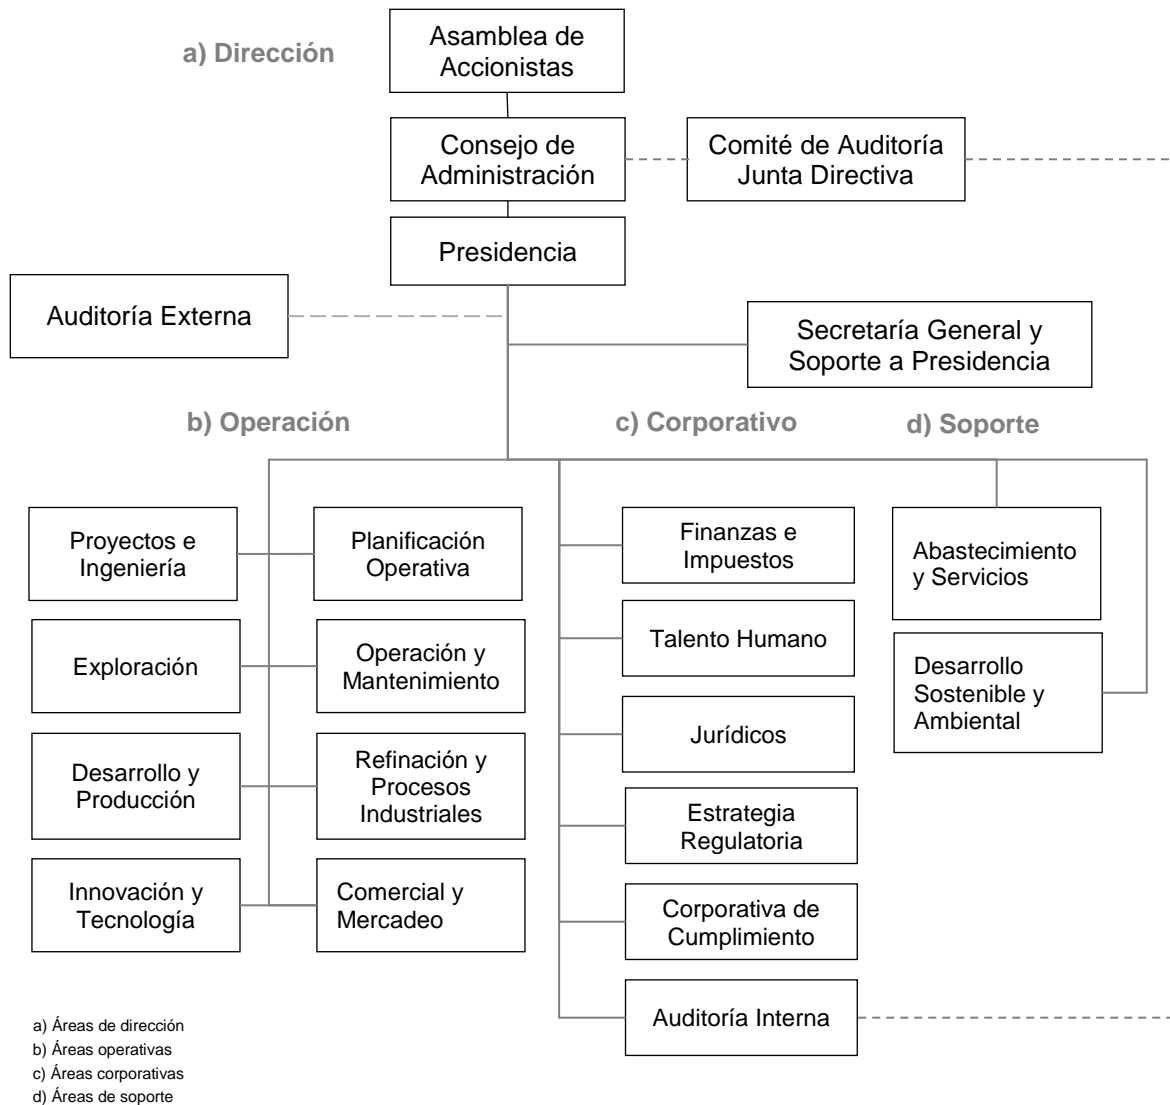 a) Dirección
Asamblea de
Accionistas
Consejo de
Administración
Comité de Auditoría
Junta Directiva
Presidencia
Auditoría Externa
Secretaría General y
Soporte a Presidencia
b) Operación
c) Corporativo
d) Soporte
Proyectos e
Ingeniería
Planificación
Operativa
Exploración
Operación y
Mantenimiento
Desarrollo y
Producción
Refinación y
Procesos
Industriales
Innovación y
Tecnología
Comercial y
Mercadeo
Finanzas e
Impuestos
Talento Humano
Jurídicos
Estrategia
Regulatoria
Corporativa de
Cumplimiento
Auditoría Interna
Abastecimiento
y Servicios
Desarrollo
Sostenible y
Ambiental
a) Áreas de dirección
b) Áreas operativas
c) Áreas corporativas
d) Áreas de soporte